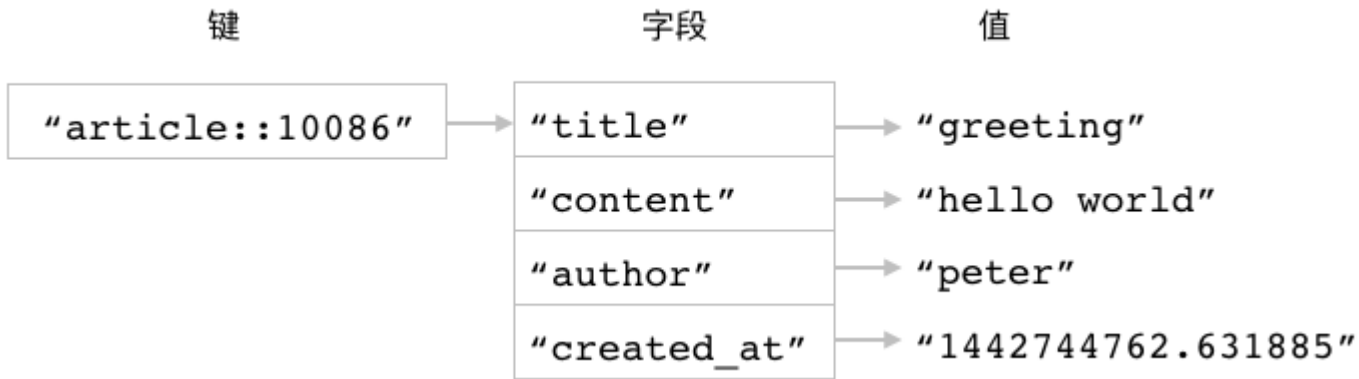 键 字段 值
“article::10086” “title” “greeting”
“content” “hello world”
“author” “peter”
“created_at” “1442744762.631885”